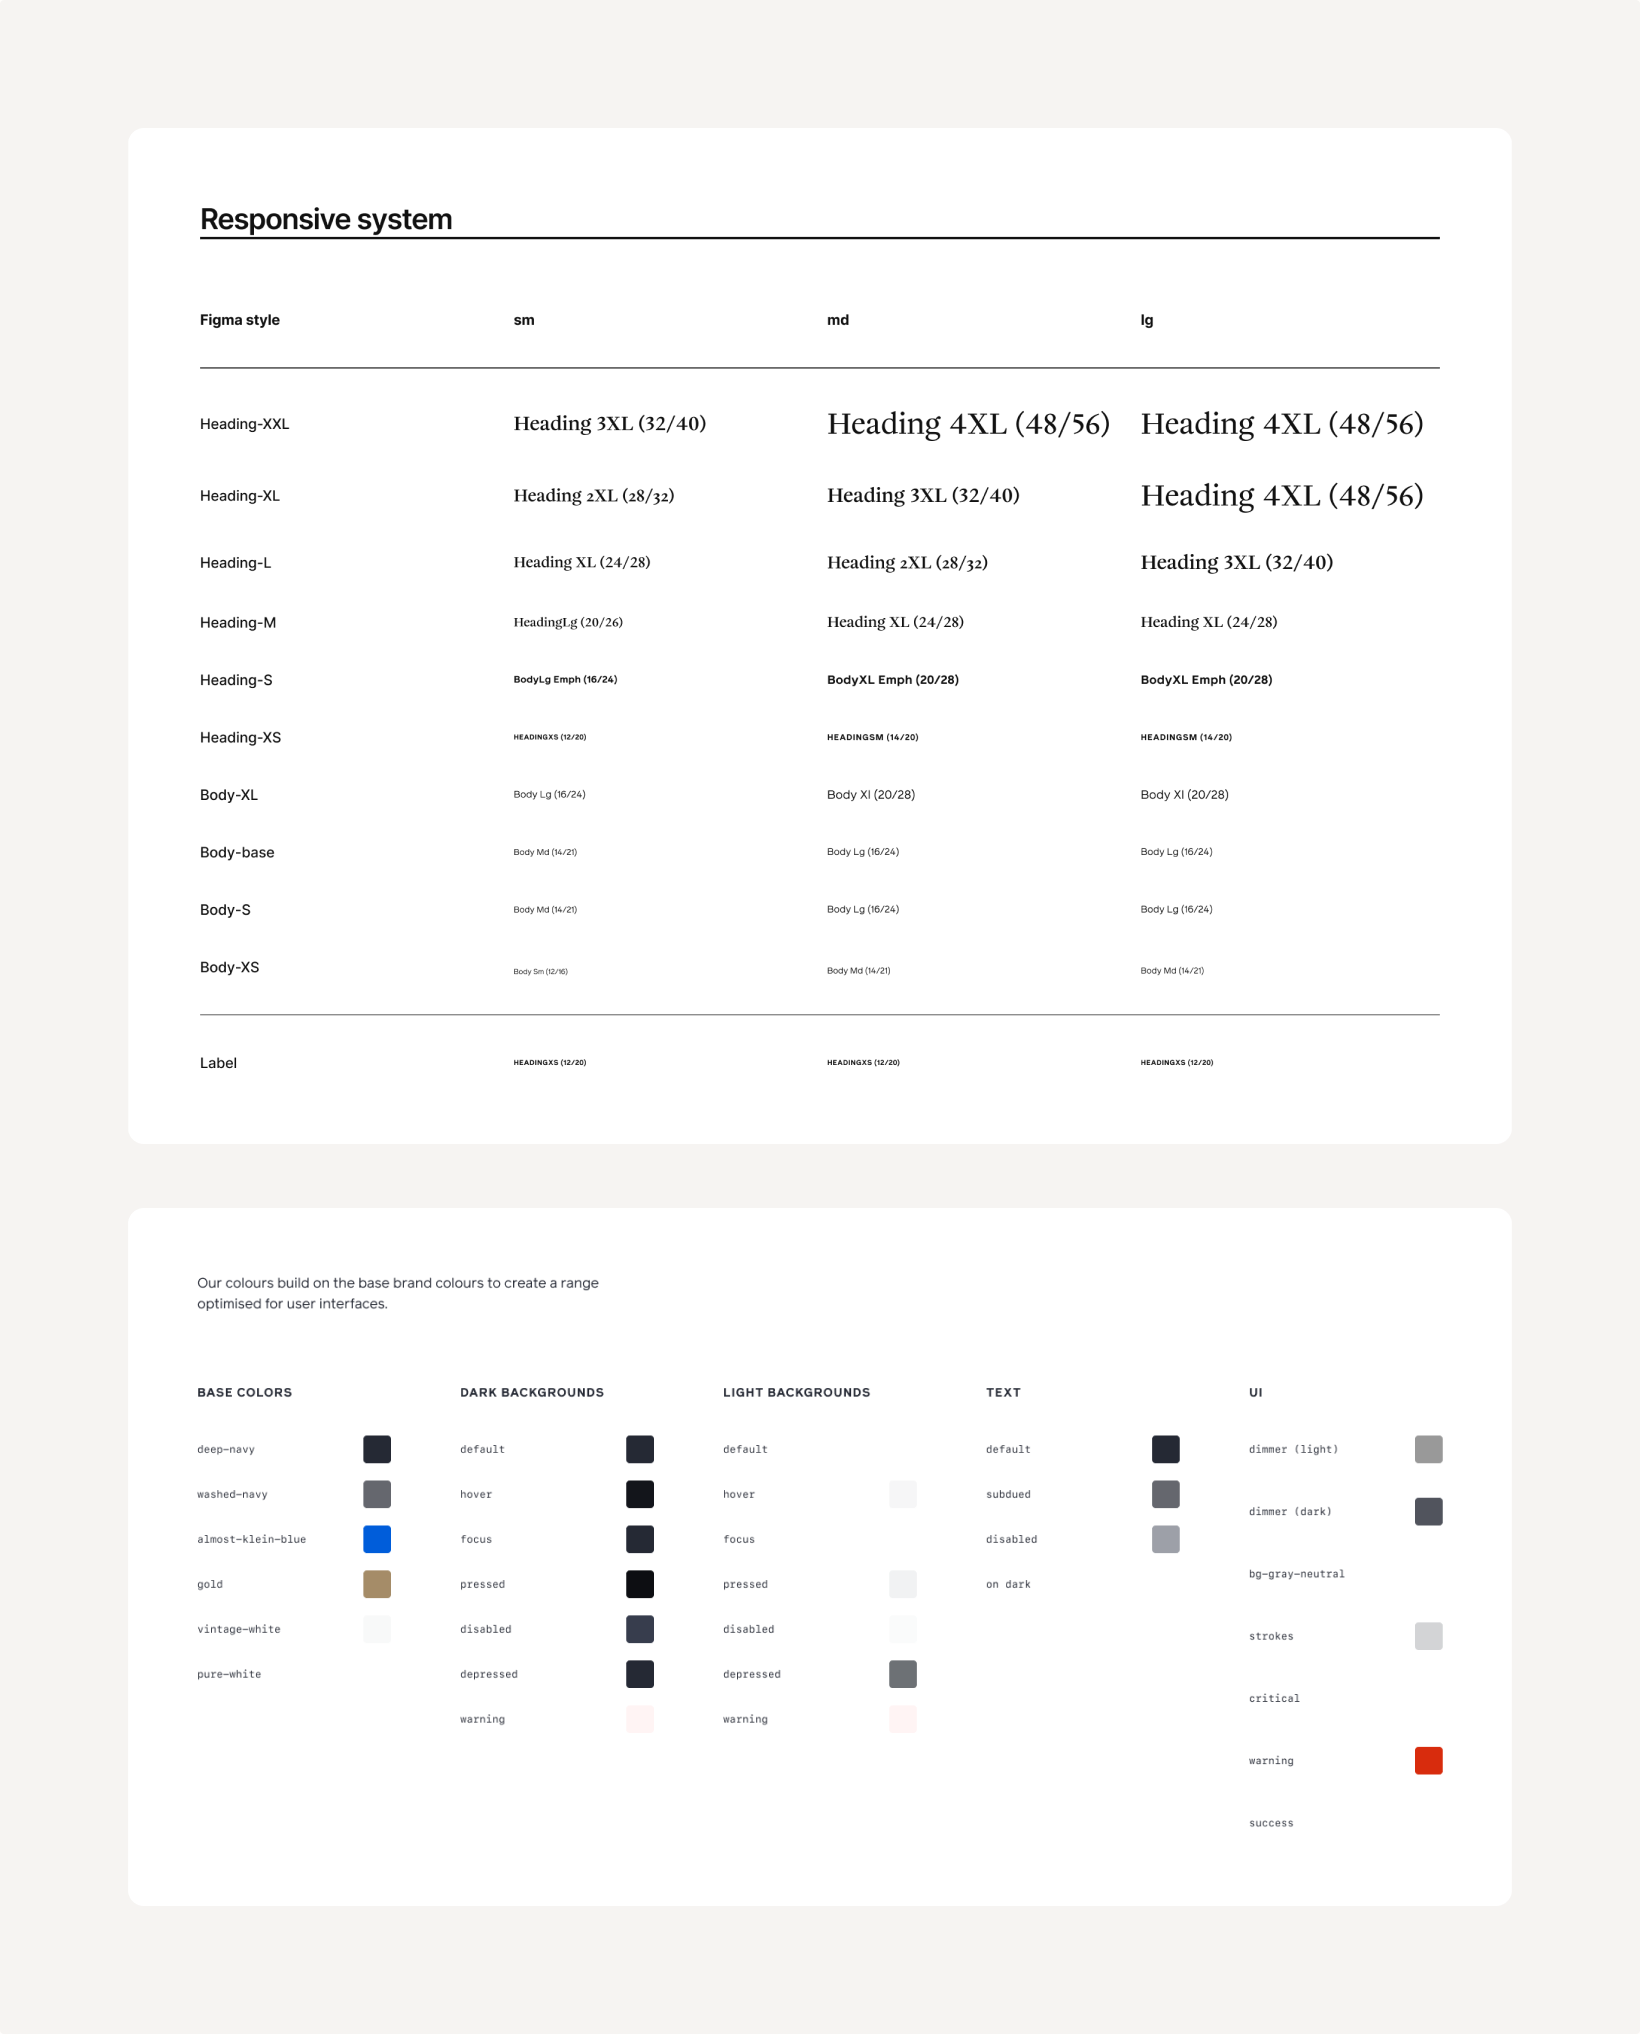 Responsive system
Figma style sm md lg
Heading-XXL Heading 3XL (32/40) Heading 4XL (48/56) Heading 4XL (48/56)
Heading-XL Heading 2XL (28/32) Heading 3XL (32/40) Heading 4XL (48/56)
Heading-L Heading XL (24/28) Heading 2XL (28/32) Heading 3XL (32/40)
Heading-M HeadingLg (20/26) Heading XL (24/28) Heading XL (24/28)
Heading-S BodyLg Emph (16/24) BodyXL Emph (20/28) BodyXL Emph (20/28)
Heading-XS HEADINGXS (12/20) HEADINGSM (14/20) HEADINGSM (14/20)
Body-XL Body Lg (16/24) Body Xl (20/28) Body Xl (20/28)
Body-base Body Md (14/21) Body Lg (16/24) Body Lg (16/24)
Body-S Body Md (14/21) Body Lg (16/24) Body Lg (16/24)
Body-XS Body Sm (12/16) Body Md (14/21) Body Md (14/21)
Label HEADINGXS (12/20) HEADINGXS (12/20) HEADINGXS (12/20)
Our colours build on the base brand colours to create a range
optimised for user interfaces.
BASE COLORS
deep-navy
washed-navy
almost-klein-blue
gold
vintage-white
pure-white
DARK BACKGROUNDS
default
hover
focus
pressed
disabled
depressed
warning
LIGHT BACKGROUNDS
default
hover
focus
pressed
disabled
depressed
warning
TEXT
default
subdued
disabled
on dark
UI
dimmer (light)
dimmer (dark)
bg-gray-neutral
strokes
critical
warning
success